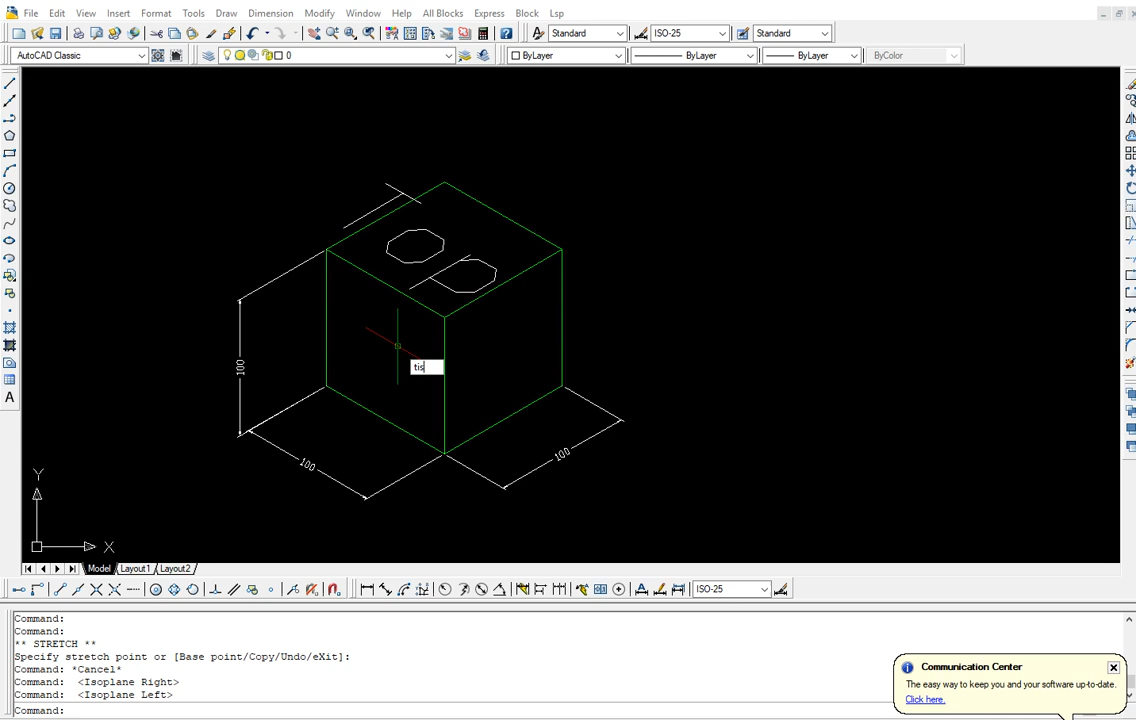 File Edit View Insert Format Tools Draw Dimension Modify Window Help All Blocks Express Block Lsp
Standard ISO-25 Standard
AutoCAD Classic 0 ByLayer ByLayer ByLayer ByColor
A
tis
100
100
100
Y
X
Model Layout1 Layout2
ISO-25
Command:
Command:
** STRETCH **
Specify stretch point or [Base point/Copy/Undo/eXit]:
Command: *Cancel*
Command: <Isoplane Right>
Command: <Isoplane Left>
Command:
Communication Center
The easy way to keep you and your software up-to-date.
Click here.